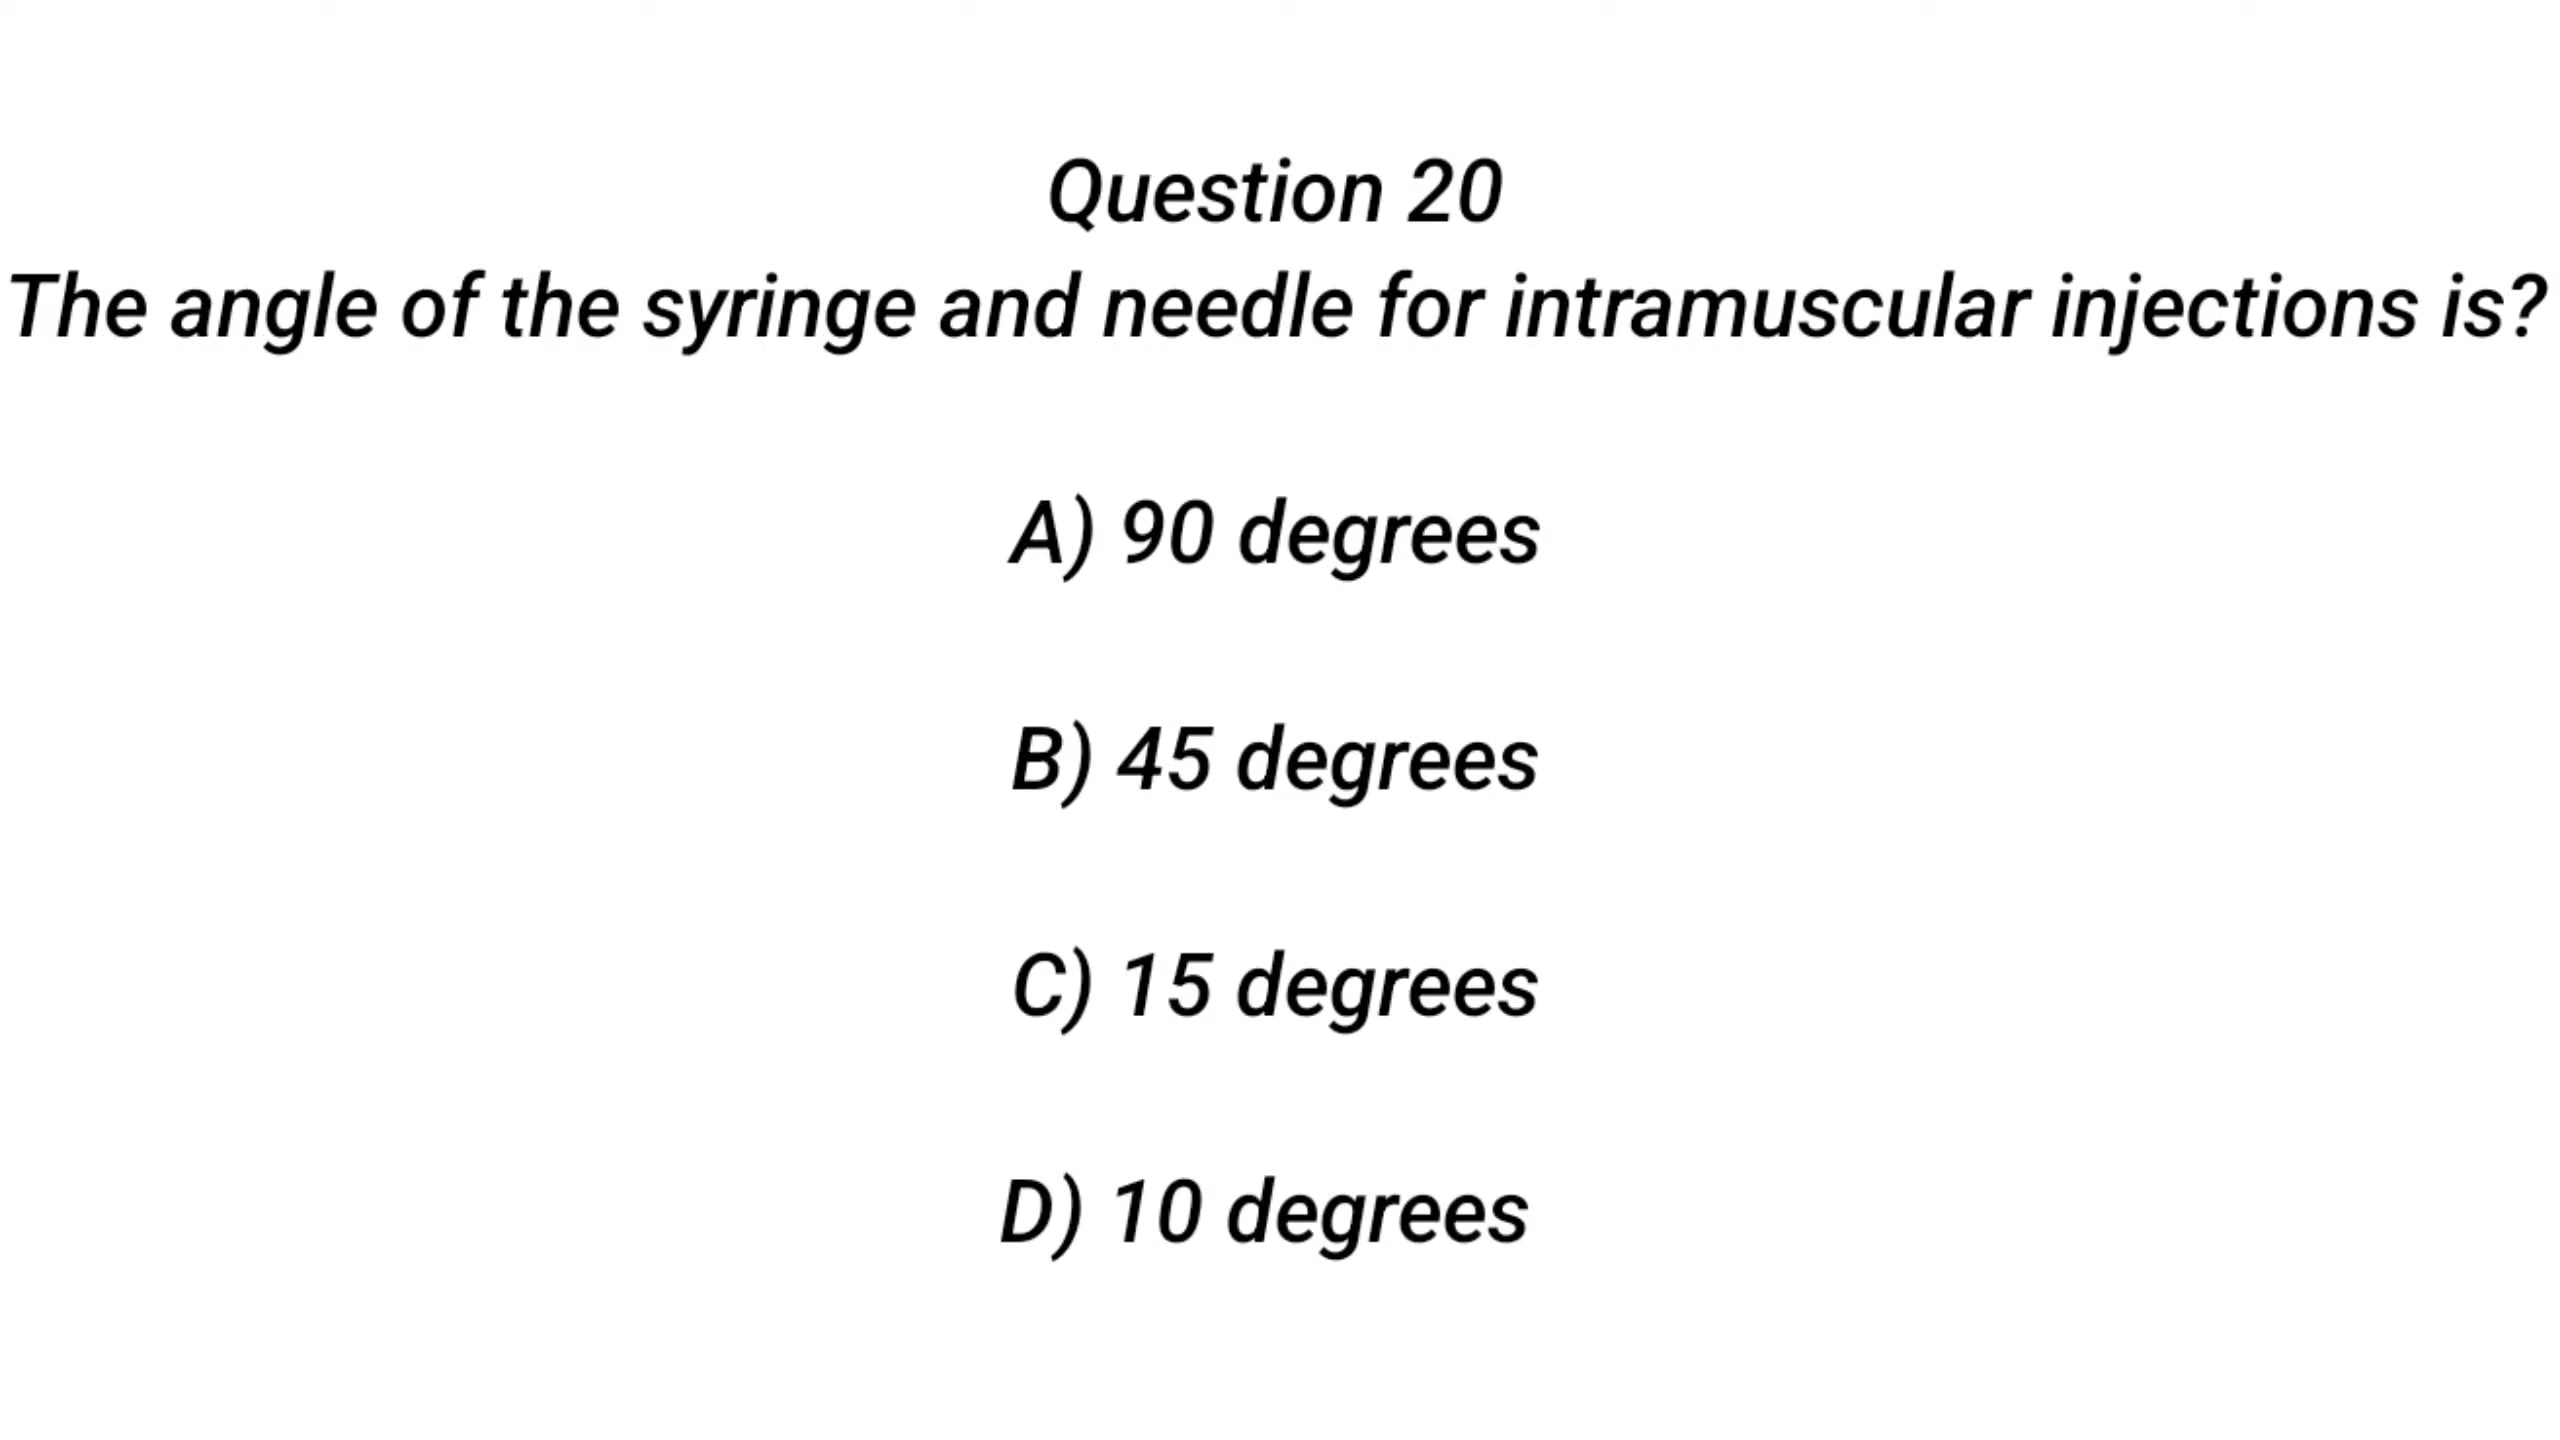 Question 20
The angle of the syringe and needle for intramuscular injections is?
A) 90 degrees
B) 45 degrees
C) 15 degrees
D) 10 degrees